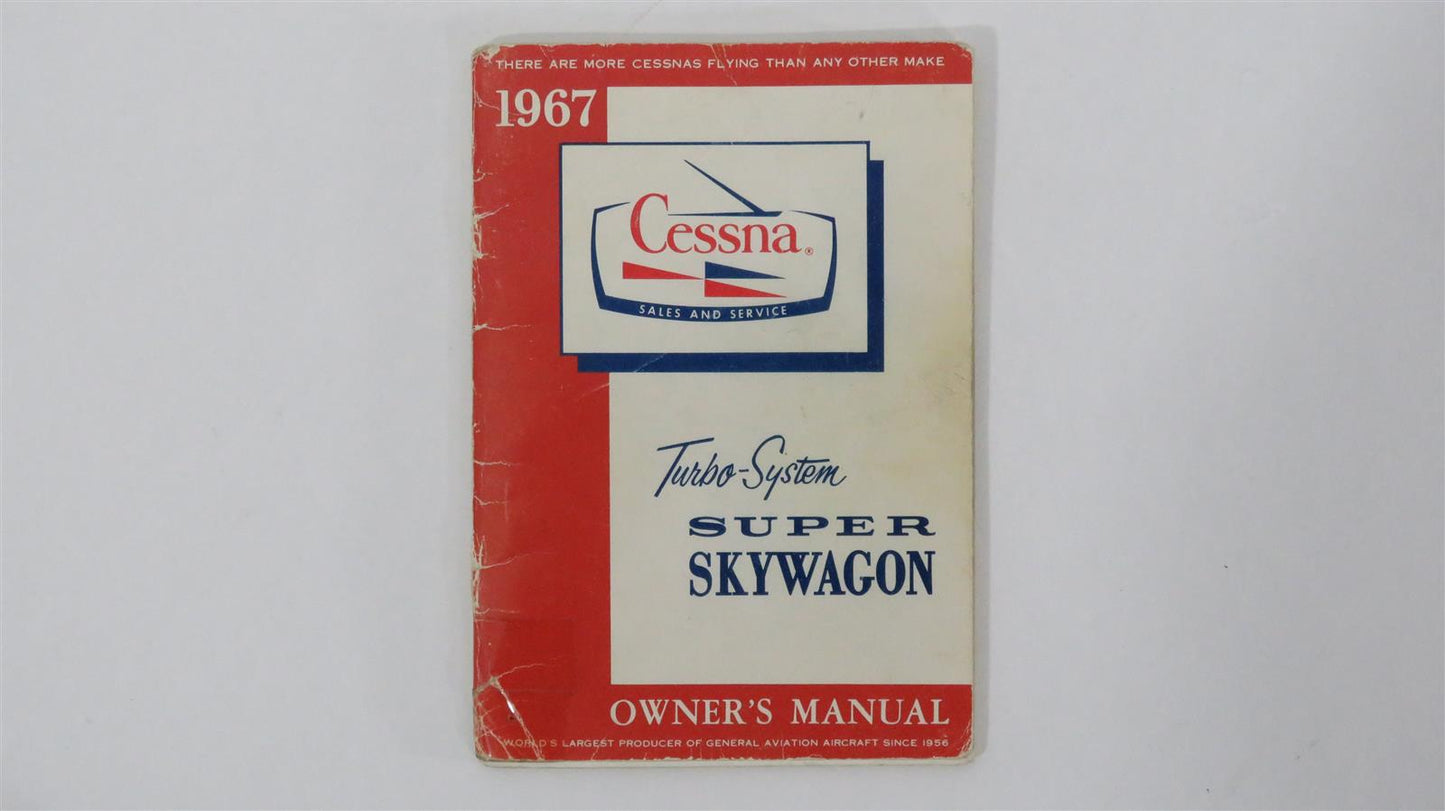 THERE ARE MORE CESSNAS FLYING THAN ANY OTHER MAKE
1967
Cessna®
SALES AND SERVICE
Turbo-System
SUPER
SKYWAGON
OWNER'S MANUAL
WORLD'S LARGEST PRODUCER OF GENERAL AVIATION AIRCRAFT SINCE 1956